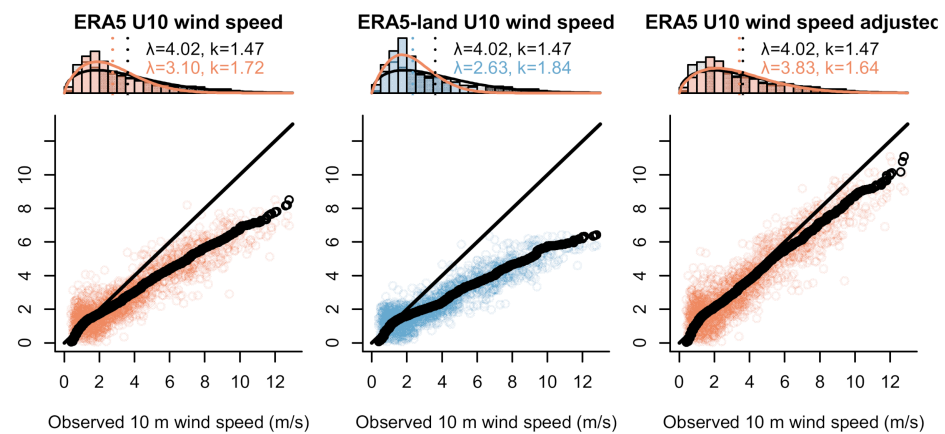 ERA5 U10 wind speed
λ=4.02, k=1.47
λ=3.10, k=1.72
0 2 4 6 8 10
0 2 4 6 8 10 12
Observed 10 m wind speed (m/s)
ERA5-land U10 wind speed
λ=4.02, k=1.47
λ=2.63, k=1.84
0 2 4 6 8 10
0 2 4 6 8 10 12
Observed 10 m wind speed (m/s)
ERA5 U10 wind speed adjusted
λ=4.02, k=1.47
λ=3.83, k=1.64
0 2 4 6 8 10
0 2 4 6 8 10 12
Observed 10 m wind speed (m/s)